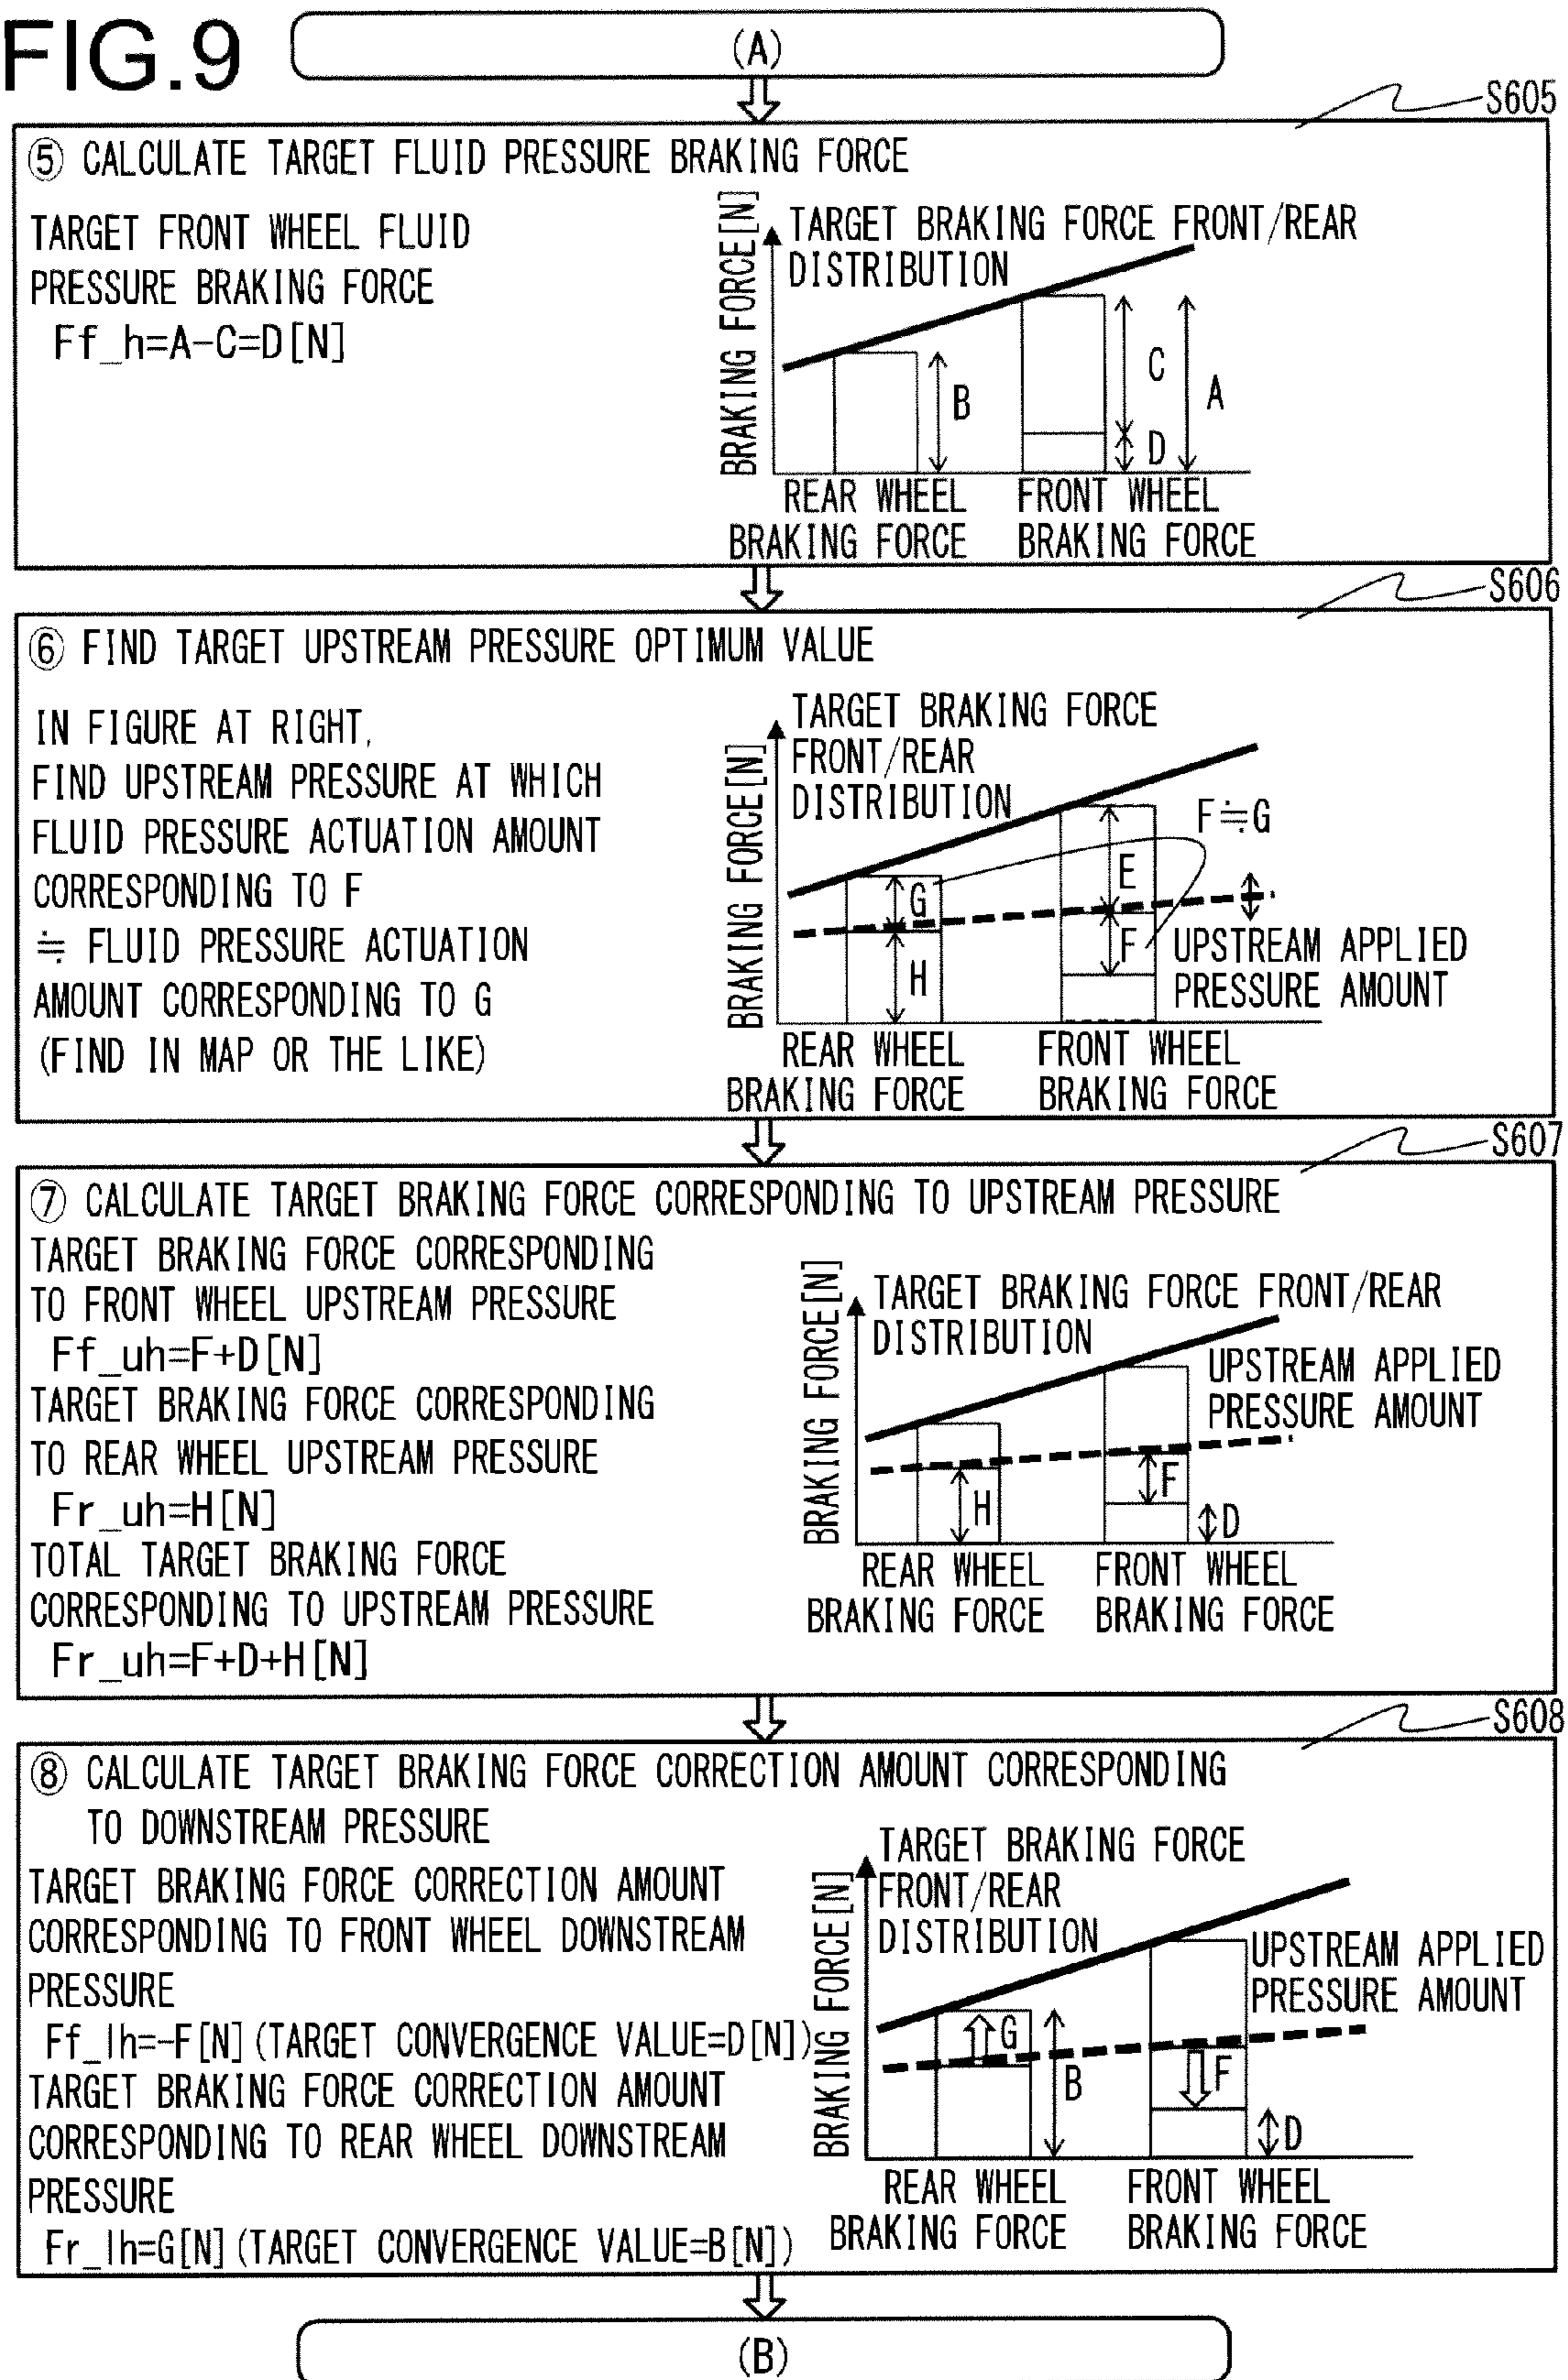 FIG.9
(A)
S605
⑤ CALCULATE TARGET FLUID PRESSURE BRAKING FORCE
TARGET FRONT WHEEL FLUID
PRESSURE BRAKING FORCE
Ff_h=A-C=D[N]
BRAKING FORCE[N]
TARGET BRAKING FORCE FRONT/REAR
DISTRIBUTION
B
C
A
D
REAR WHEEL
BRAKING FORCE
FRONT WHEEL
BRAKING FORCE
S606
⑥ FIND TARGET UPSTREAM PRESSURE OPTIMUM VALUE
IN FIGURE AT RIGHT,
FIND UPSTREAM PRESSURE AT WHICH
FLUID PRESSURE ACTUATION AMOUNT
CORRESPONDING TO F
≒ FLUID PRESSURE ACTUATION
AMOUNT CORRESPONDING TO G
(FIND IN MAP OR THE LIKE)
BRAKING FORCE[N]
TARGET BRAKING FORCE
FRONT/REAR
DISTRIBUTION
F≒G
G
E
H
F
UPSTREAM APPLIED
PRESSURE AMOUNT
REAR WHEEL
BRAKING FORCE
FRONT WHEEL
BRAKING FORCE
S607
⑦ CALCULATE TARGET BRAKING FORCE CORRESPONDING TO UPSTREAM PRESSURE
TARGET BRAKING FORCE CORRESPONDING
TO FRONT WHEEL UPSTREAM PRESSURE
Ff_uh=F+D[N]
TARGET BRAKING FORCE CORRESPONDING
TO REAR WHEEL UPSTREAM PRESSURE
Fr_uh=H[N]
TOTAL TARGET BRAKING FORCE
CORRESPONDING TO UPSTREAM PRESSURE
Fr_uh=F+D+H[N]
BRAKING FORCE[N]
TARGET BRAKING FORCE FRONT/REAR
DISTRIBUTION
UPSTREAM APPLIED
PRESSURE AMOUNT
H
F
D
REAR WHEEL
BRAKING FORCE
FRONT WHEEL
BRAKING FORCE
S608
⑧ CALCULATE TARGET BRAKING FORCE CORRECTION AMOUNT CORRESPONDING
TO DOWNSTREAM PRESSURE
TARGET BRAKING FORCE CORRECTION AMOUNT
CORRESPONDING TO FRONT WHEEL DOWNSTREAM
PRESSURE
Ff_lh=-F[N](TARGET CONVERGENCE VALUE=D[N])
TARGET BRAKING FORCE CORRECTION AMOUNT
CORRESPONDING TO REAR WHEEL DOWNSTREAM
PRESSURE
Fr_lh=G[N](TARGET CONVERGENCE VALUE=B[N])
BRAKING FORCE[N]
TARGET BRAKING FORCE
FRONT/REAR
DISTRIBUTION
UPSTREAM APPLIED
PRESSURE AMOUNT
G
B
F
D
REAR WHEEL
BRAKING FORCE
FRONT WHEEL
BRAKING FORCE
(B)